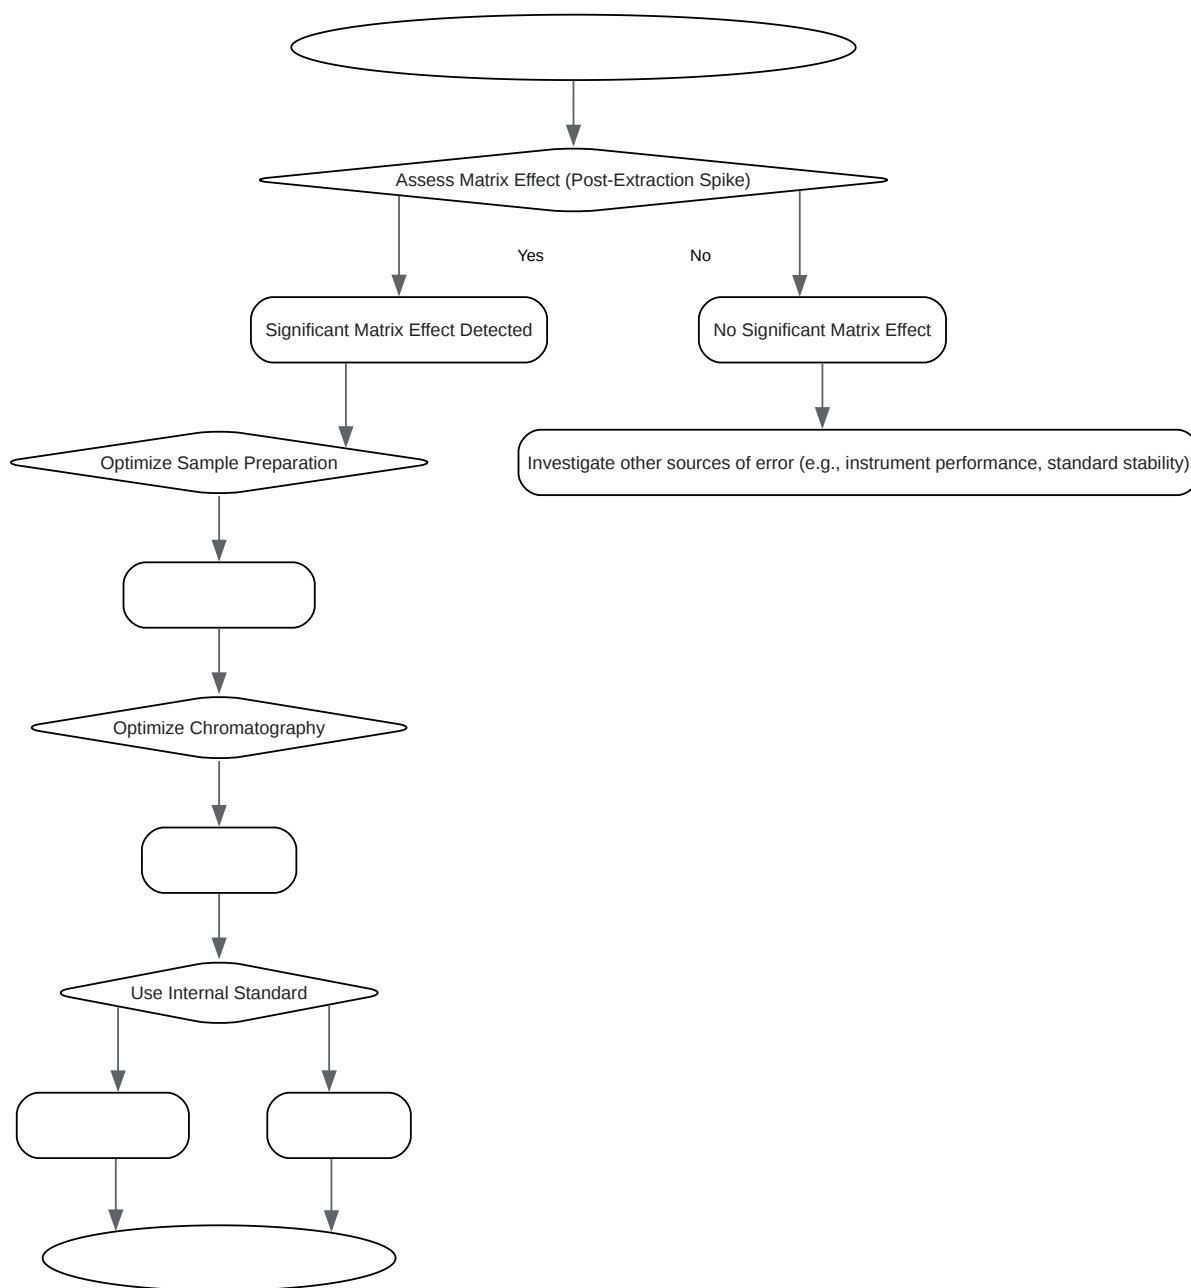 Assess Matrix Effect (Post-Extraction Spike)
Yes
No
Significant Matrix Effect Detected
No Significant Matrix Effect
Optimize Sample Preparation
Investigate other sources of error (e.g., instrument performance, standard stability)
Optimize Chromatography
Use Internal Standard